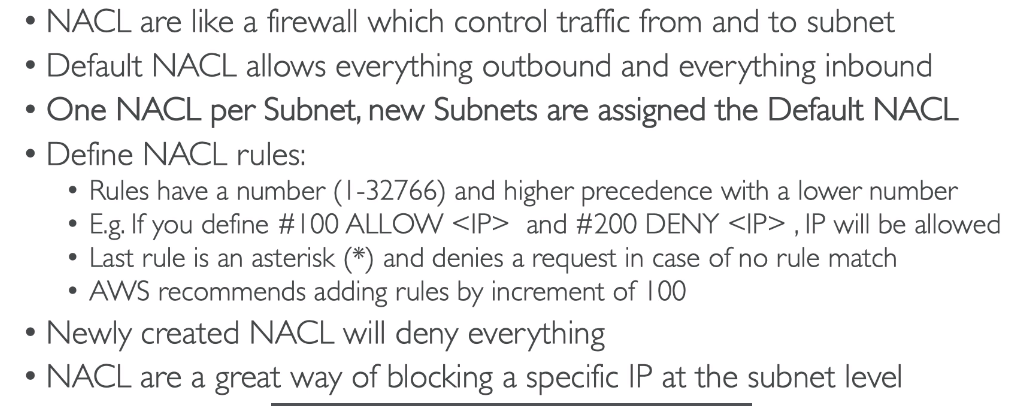 • NACL are like a firewall which control traffic from and to subnet
• Default NACL allows everything outbound and everything inbound
• One NACL per Subnet, new Subnets are assigned the Default NACL
• Define NACL rules:
• Rules have a number (1-32766) and higher precedence with a lower number
• E.g. If you define #100 ALLOW <IP> and #200 DENY <IP> , IP will be allowed
• Last rule is an asterisk (*) and denies a request in case of no rule match
• AWS recommends adding rules by increment of 100
• Newly created NACL will deny everything
• NACL are a great way of blocking a specific IP at the subnet level